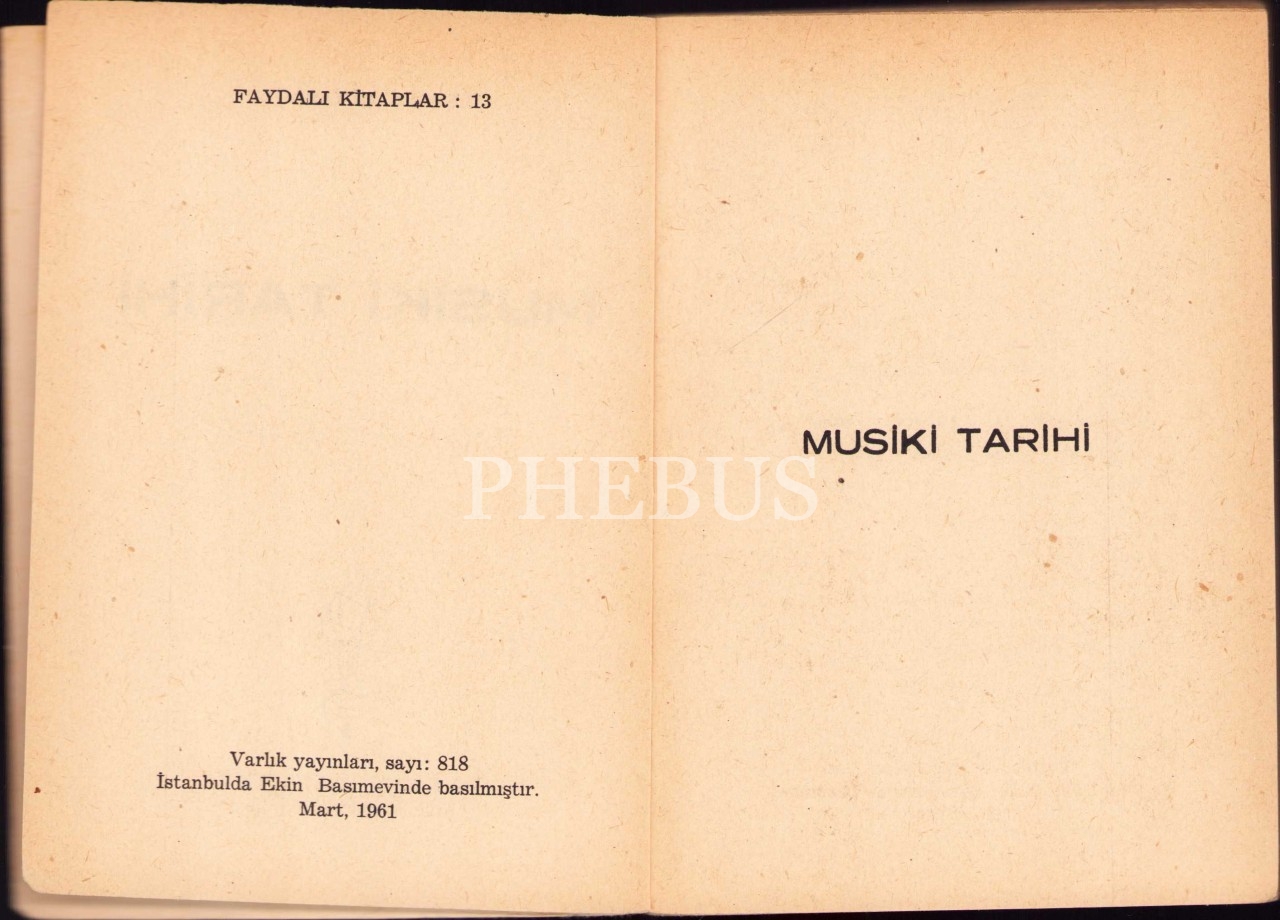 FAYDALI KİTAPLAR : 13
Varlık yayınları, sayı: 818
İstanbulda Ekin Basımevinde basılmıştır.
Mart, 1961
MUSİKİ TARİHİ
PHEBUS